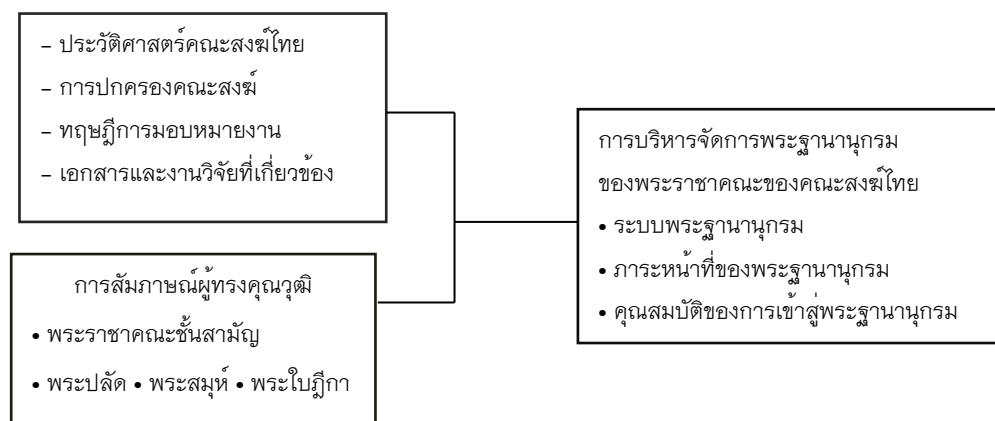 – ประวัติศาสตร์คณะสงฆ์ไทย
– การปกครองคณะสงฆ์
– ทฤษฎีการมอบหมายงาน
– เอกสารและงานวิจัยที่เกี่ยวข้อง
การสัมภาษณ์ผู้ทรงคุณวุฒิ
• พระราชาคณะชั้นสามัญ
• พระปลัด • พระสมุห์ • พระใบฎีกา
การบริหารจัดการพระฐานานุกรม
ของพระราชาคณะของคณะสงฆ์ไทย
• ระบบพระฐานานุกรม
• ภาระหน้าที่ของพระฐานานุกรม
• คุณสมบัติของการเข้าสู่พระฐานานุกรม